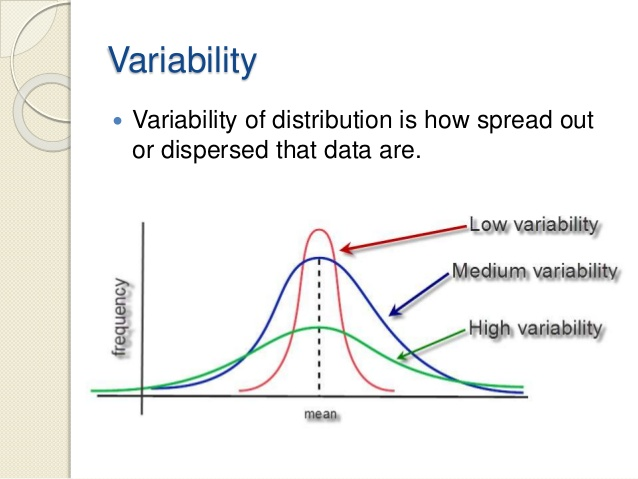 Variability
Variability of distribution is how spread out
or dispersed that data are.
Low variability
Medium variability
High variability
frequency
mean